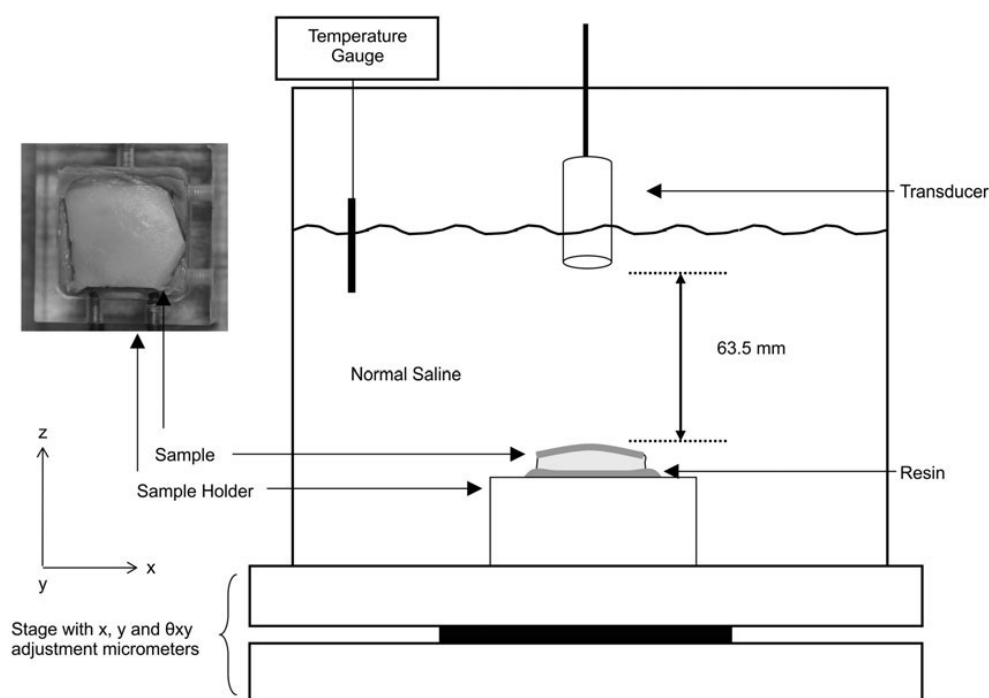 Temperature
Gauge
Transducer
63.5 mm
Normal Saline
z
Sample
Resin
Sample Holder
x
y
Stage with x, y and θxy
adjustment micrometers